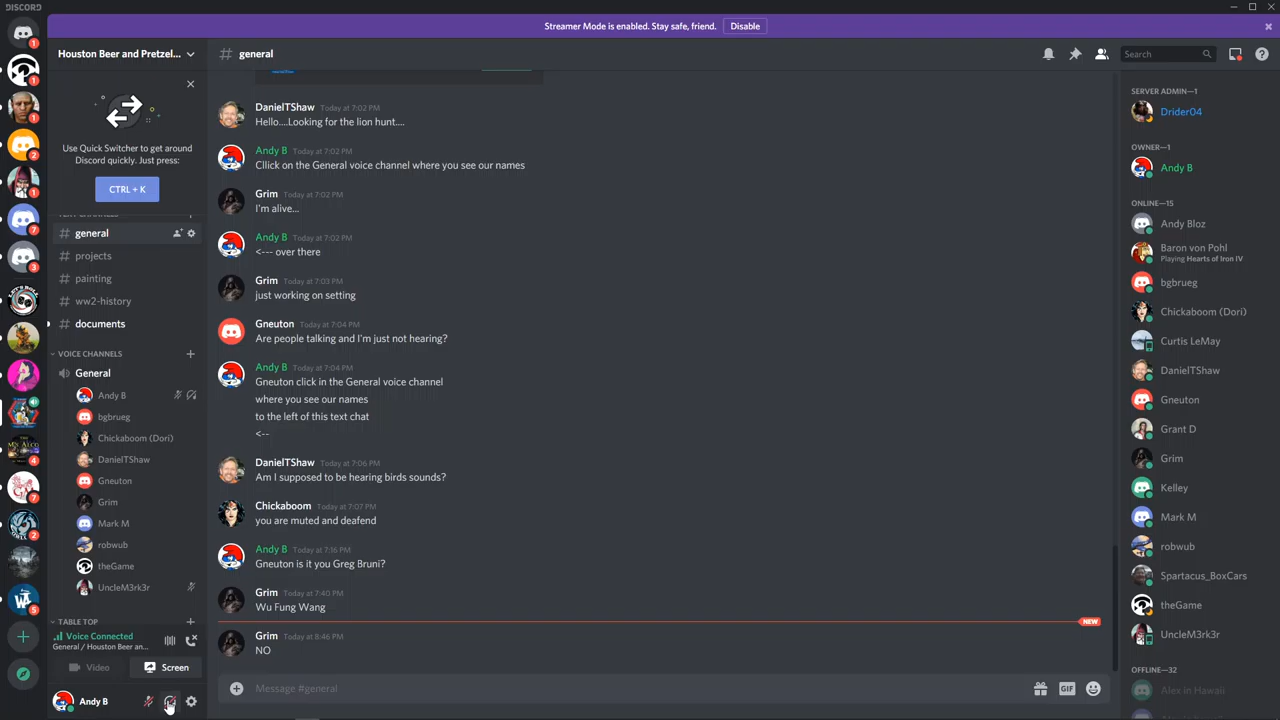 DISCORD
Streamer Mode is enabled. Stay safe, friend.
Disable
Houston Beer and Pretzel...
Use Quick Switcher to get around
Discord quickly. Just press:
CTRL + K
TEXT CHANNELS
general
projects
painting
ww2-history
documents
VOICE CHANNELS
General
Andy B
bgbrueg
Chickaboom (Dori)
DanielTShaw
Gneuton
Grim
Mark M
robwub
theGame
UncleM3rk3r
TABLE TOP
Voice Connected
General / Houston Beer an...
Video
Screen
Andy B
# general
Search
DanielTShaw Today at 7:02 PM
Hello....Looking for the lion hunt....
Andy B Today at 7:02 PM
Cllick on the General voice channel where you see our names
Grim Today at 7:02 PM
I'm alive...
Andy B Today at 7:02 PM
<--- over there
Grim Today at 7:03 PM
just working on setting
Gneuton Today at 7:04 PM
Are people talking and I'm just not hearing?
Andy B Today at 7:04 PM
Gneuton click in the General voice channel
where you see our names
to the left of this text chat
<--
DanielTShaw Today at 7:06 PM
Am I supposed to be hearing birds sounds?
Chickaboom Today at 7:07 PM
you are muted and deafend
Andy B Today at 7:16 PM
Gneuton is it you Greg Bruni?
Grim Today at 7:40 PM
Wu Fung Wang
NEW
Grim Today at 8:46 PM
NO
Message #general
GIF
SERVER ADMIN—1
Drider04
OWNER—1
Andy B
ONLINE—15
Andy Bloz
Baron von Pohl
Playing Hearts of Iron IV
bgbrueg
Chickaboom (Dori)
Curtis LeMay
DanielTShaw
Gneuton
Grant D
Grim
Kelley
Mark M
robwub
Spartacus_BoxCars
theGame
UncleM3rk3r
OFFLINE—32
Alex in Hawaii